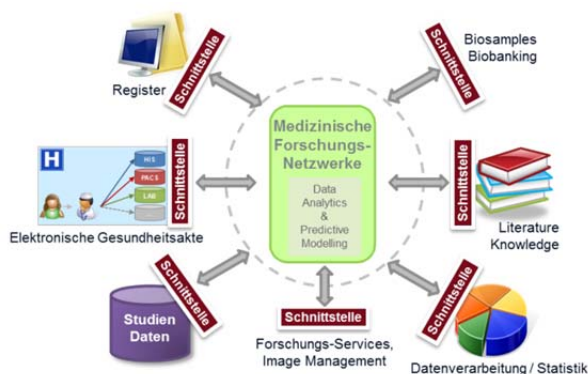 Schnittstelle
Register
Schnittstelle
Biosamples
Biobanking
Medizinische
Forschungs-
Netzwerke
Data
Analytics
&
Predictive
Modelling
H
HIS
PACS
LAB
Schnittstelle
Elektronische Gesundheitsakte
Schnittstelle
Literature
Knowledge
Schnittstelle
Studien
Daten
Schnittstelle
Forschungs-Services,
Image Management
Schnittstelle
Datenverarbeitung / Statistik